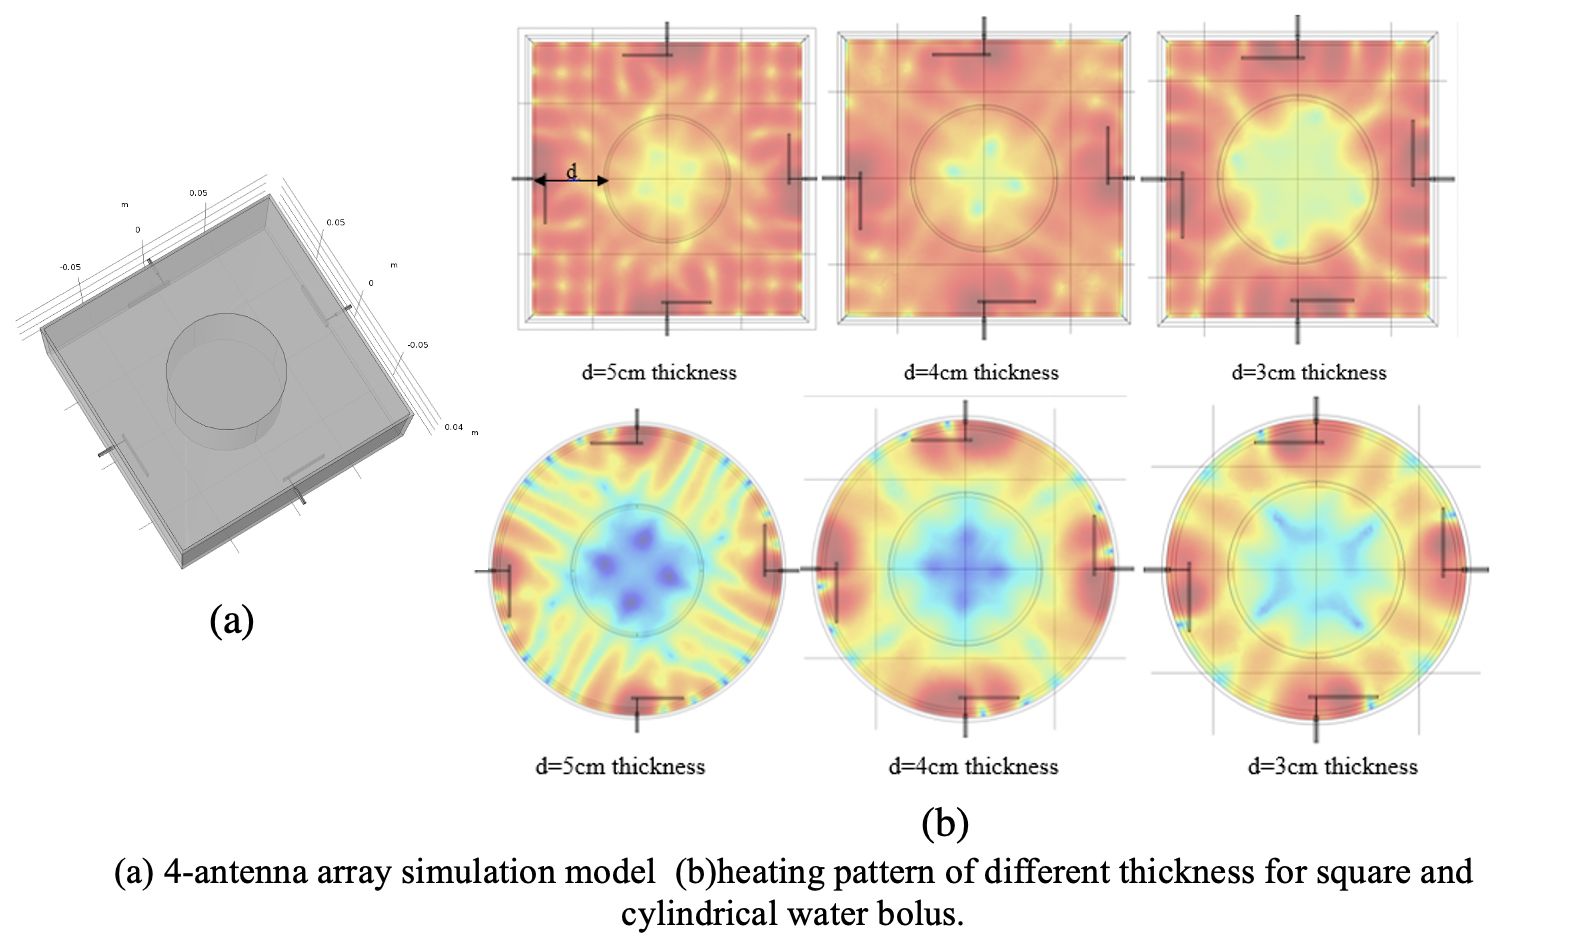 0.05
m
0
-0.05
0.05
m
0
-0.05
0.04 m
(a)
d
d=5cm thickness
d=4cm thickness
d=3cm thickness
d=5cm thickness
d=4cm thickness
d=3cm thickness
(b)
(a) 4-antenna array simulation model (b)heating pattern of different thickness for square and
cylindrical water bolus.